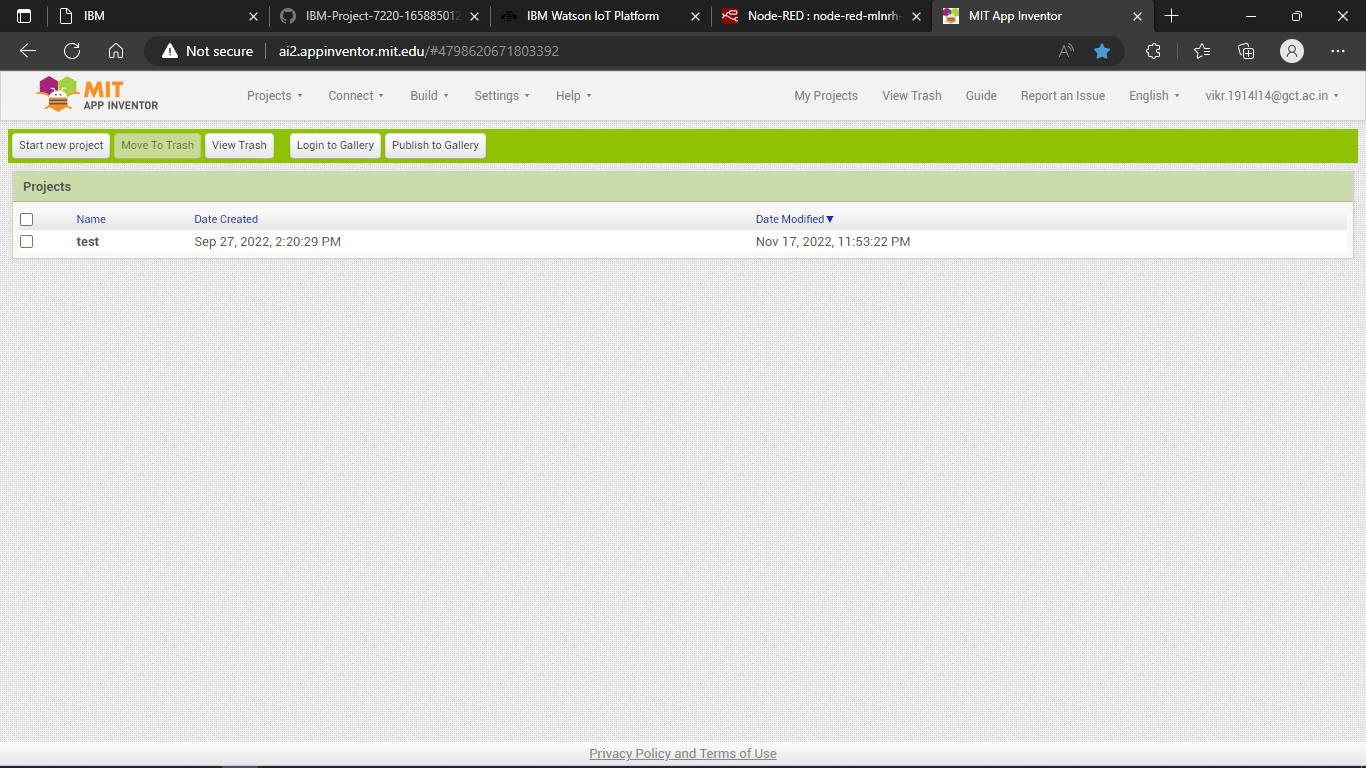 IBM
IBM-Project-7220-165885012
IBM Watson IoT Platform
Node-RED : node-red-mlnrh-
MIT App Inventor
Not secure
ai2.appinventor.mit.edu/#4798620671803392
MIT
APP INVENTOR
Projects
Connect
Build
Settings
Help
My Projects
View Trash
Guide
Report an Issue
English
vikr.1914l14@gct.ac.in
Start new project
Move To Trash
View Trash
Login to Gallery
Publish to Gallery
Projects
Name
Date Created
Date Modified
test
Sep 27, 2022, 2:20:29 PM
Nov 17, 2022, 11:53:22 PM
Privacy Policy and Terms of Use